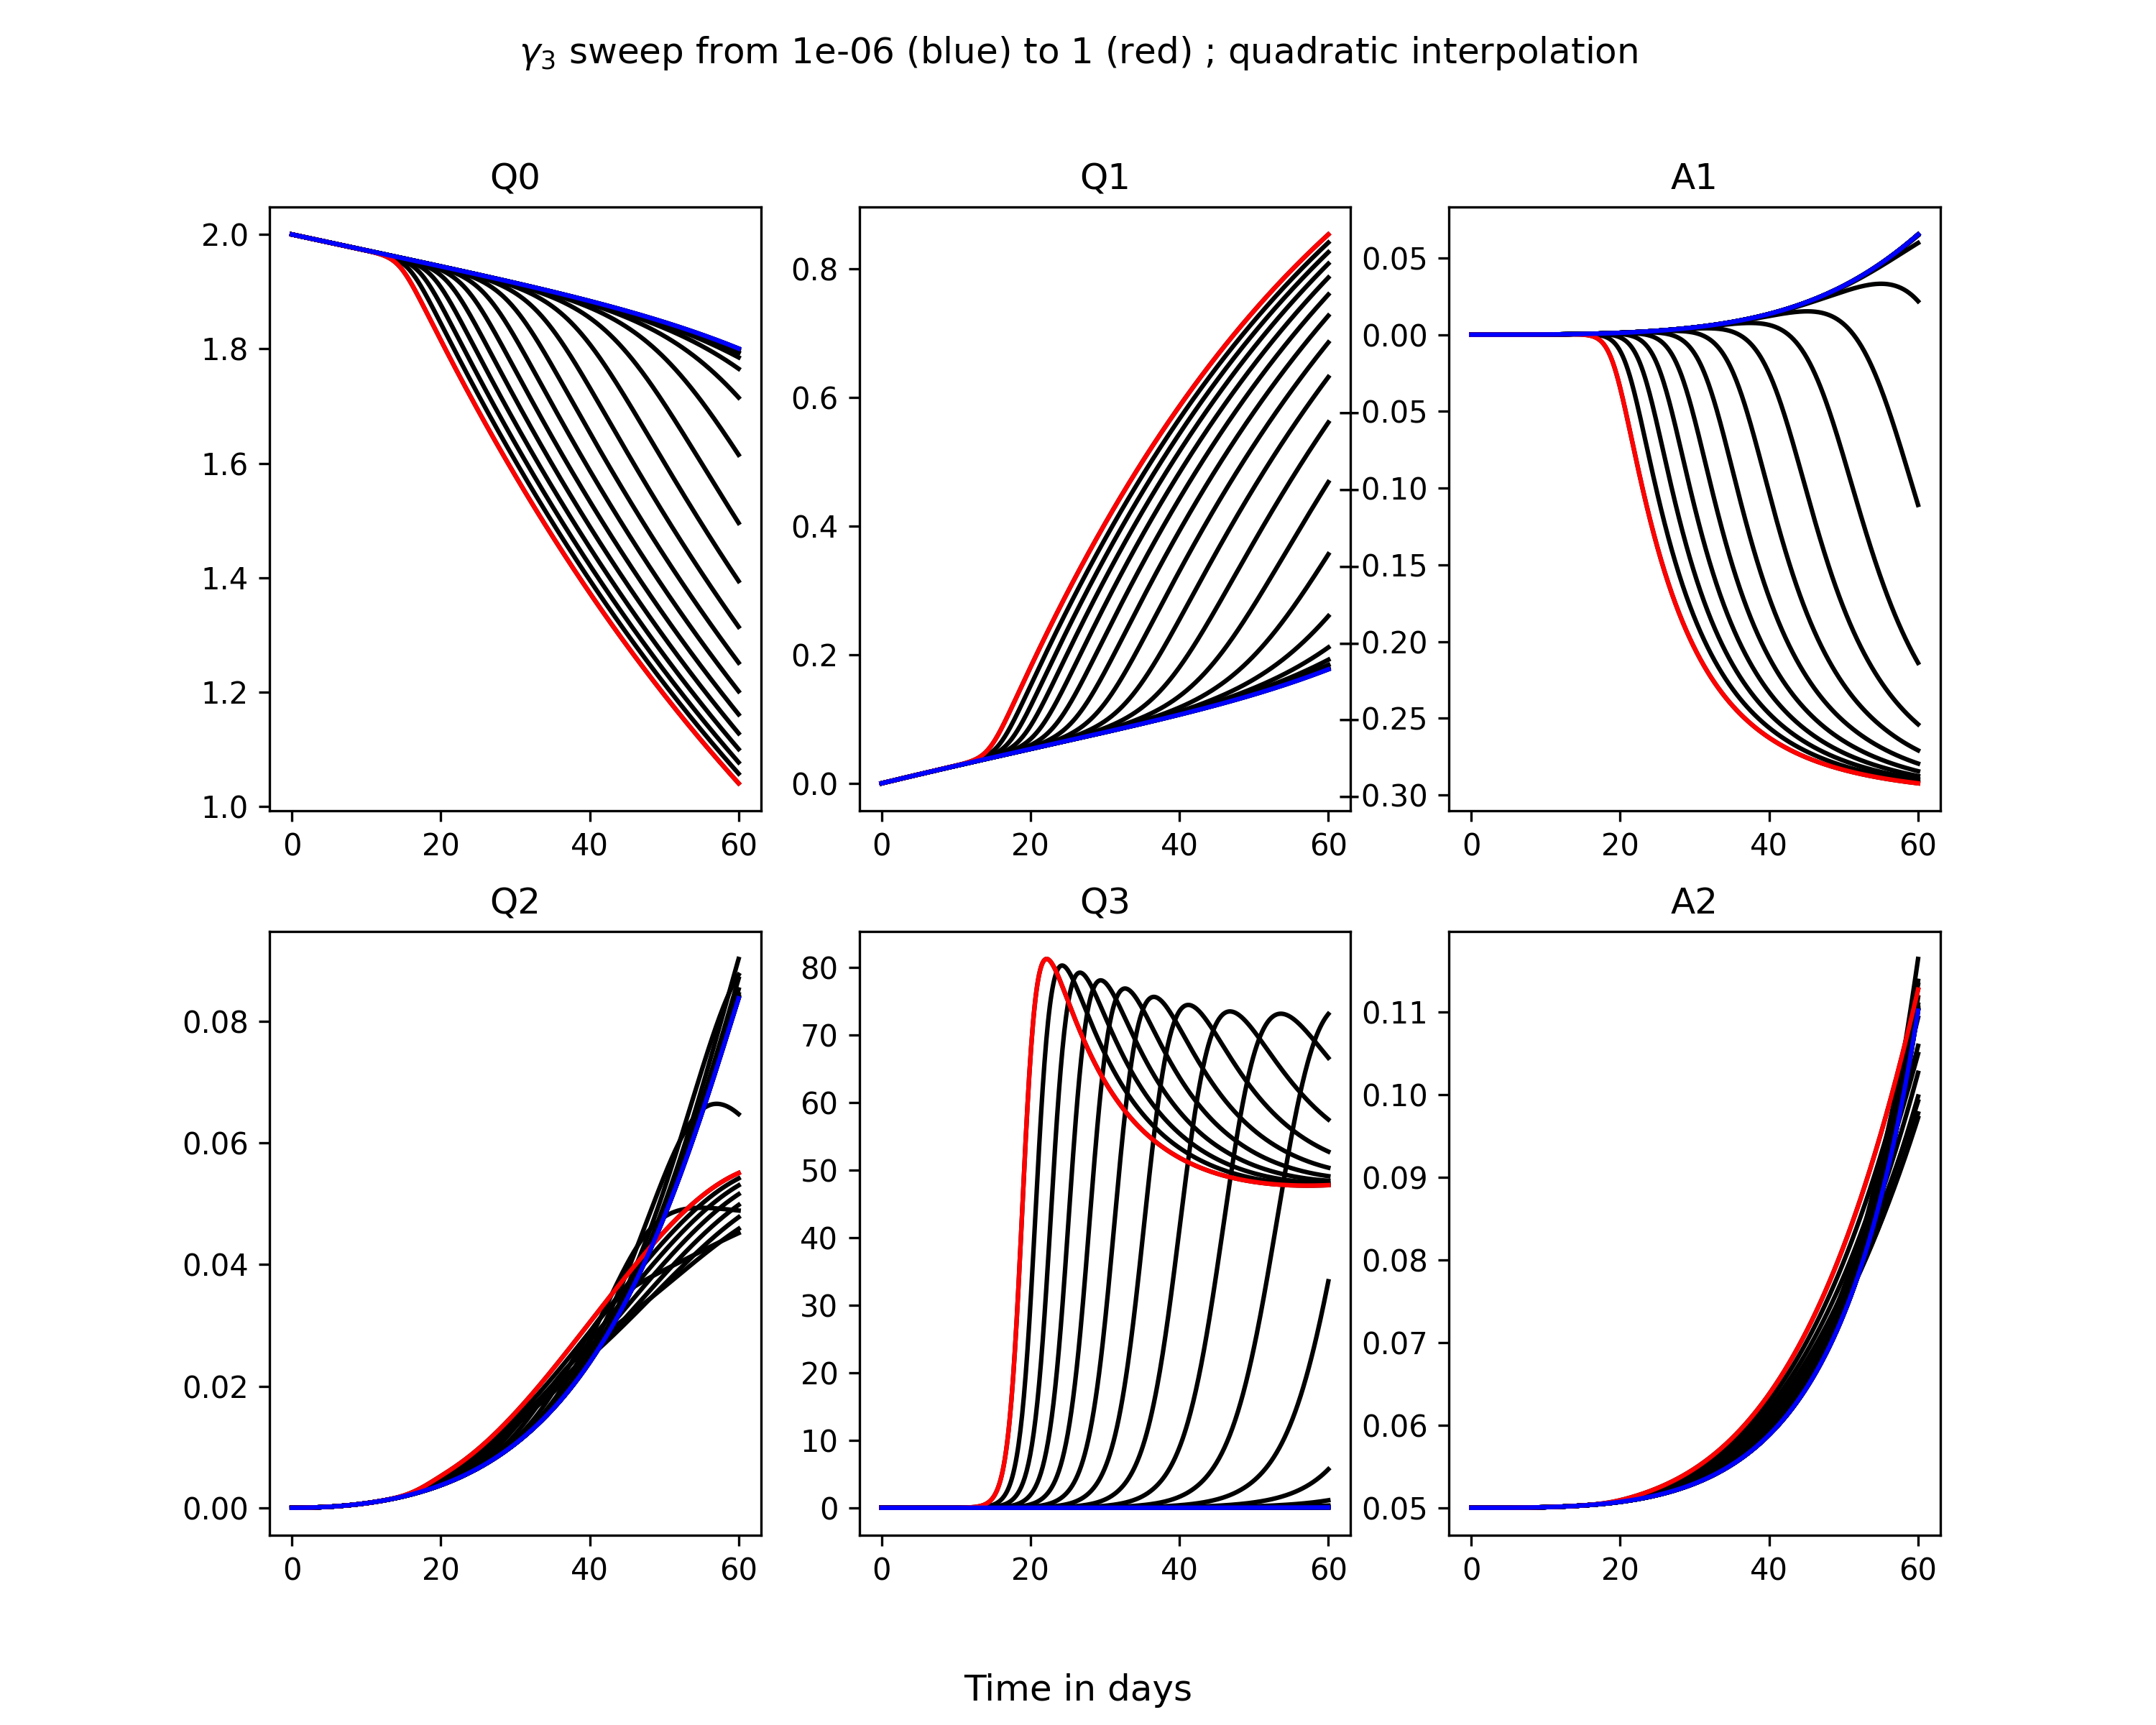 γ₃ sweep from 1e-06 (blue) to 1 (red) ; quadratic interpolation
Q0
2.0
1.8
1.6
1.4
1.2
1.0
0 20 40 60
Q1
0.8
0.6
0.4
0.2
0.0
0 20 40 60
A1
0.05
0.00
−0.05
−0.10
−0.15
−0.20
−0.25
−0.30
0 20 40 60
Q2
0.08
0.06
0.04
0.02
0.00
0 20 40 60
Q3
80
70
60
50
40
30
20
10
0
0 20 40 60
A2
0.11
0.10
0.09
0.08
0.07
0.06
0.05
0 20 40 60
Time in days